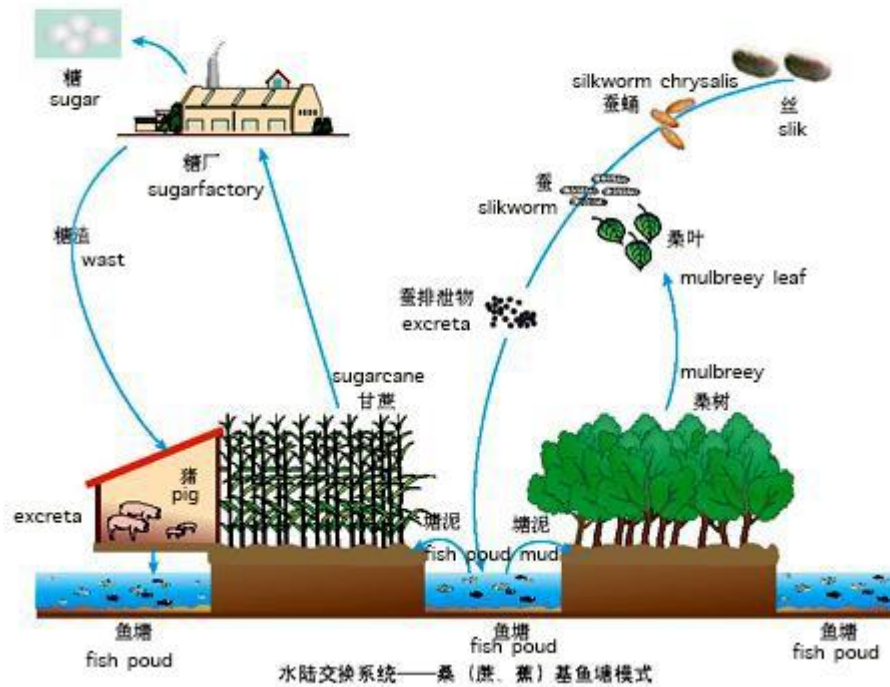 糖
sugar
糖厂
sugarfactory
糖渣
wast
silkworm chrysalis
蚕蛹
丝
slik
蚕
slikworm
桑叶
mulbreey leaf
蚕排泄物
excreta
sugarcane
甘蔗
mulbreey
桑树
猪
pig
excreta
塘泥
塘泥
fish poud mud
鱼塘
fish poud
鱼塘
fish poud
鱼塘
fish poud
水陆交换系统——桑（蔗、蕉）基鱼塘模式